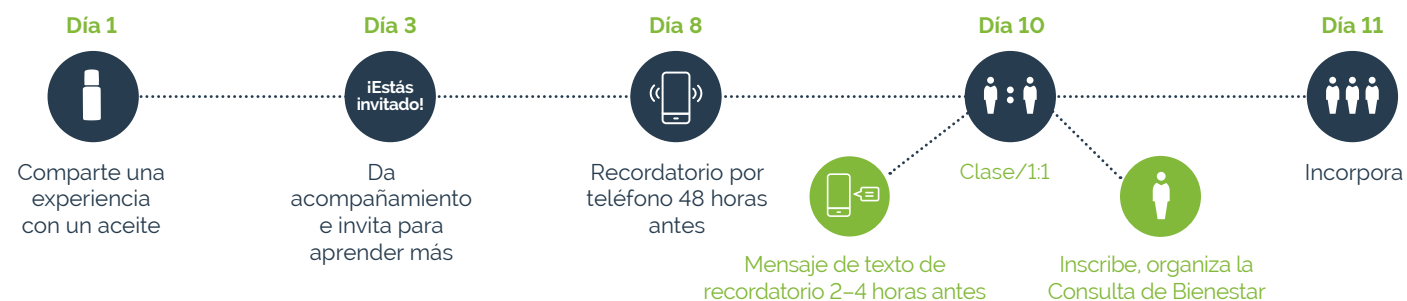 Día 1
Día 3
Día 8
Día 10
Día 11
¡Estás
invitado!
Comparte una
experiencia
con un aceite
Da
acompañamiento
e invita para
aprender más
Recordatorio por
teléfono 48 horas
antes
Clase/1:1
Incorpora
Mensaje de texto de
recordatorio 2–4 horas antes
Inscribe, organiza la
Consulta de Bienestar